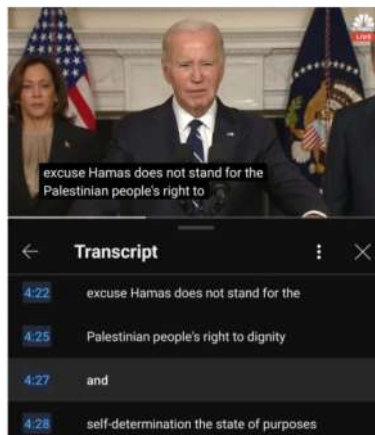 LIVE
excuse Hamas does not stand for the
Palestinian people's right to
Transcript
4:22 excuse Hamas does not stand for the
4:25 Palestinian people's right to dignity
4:27 and
4:28 self-determination the state of purposes